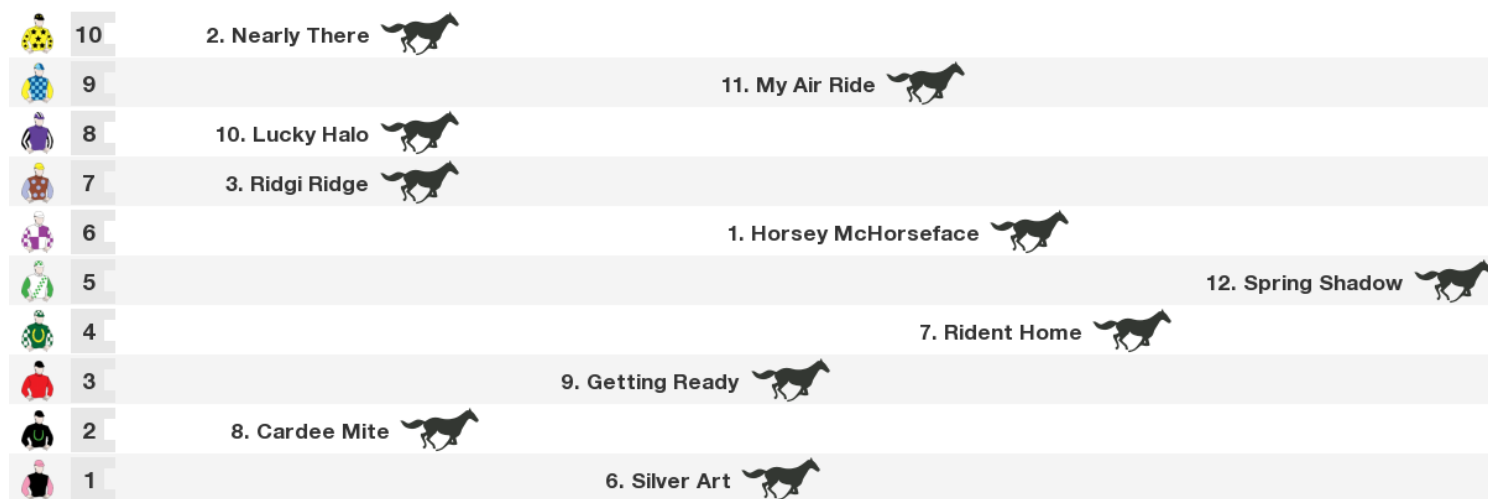 10 2. Nearly There
9 11. My Air Ride
8 10. Lucky Halo
7 3. Ridgi Ridge
6 1. Horsey McHorseface
5 12. Spring Shadow
4 7. Rident Home
3 9. Getting Ready
2 8. Cardee Mite
1 6. Silver Art